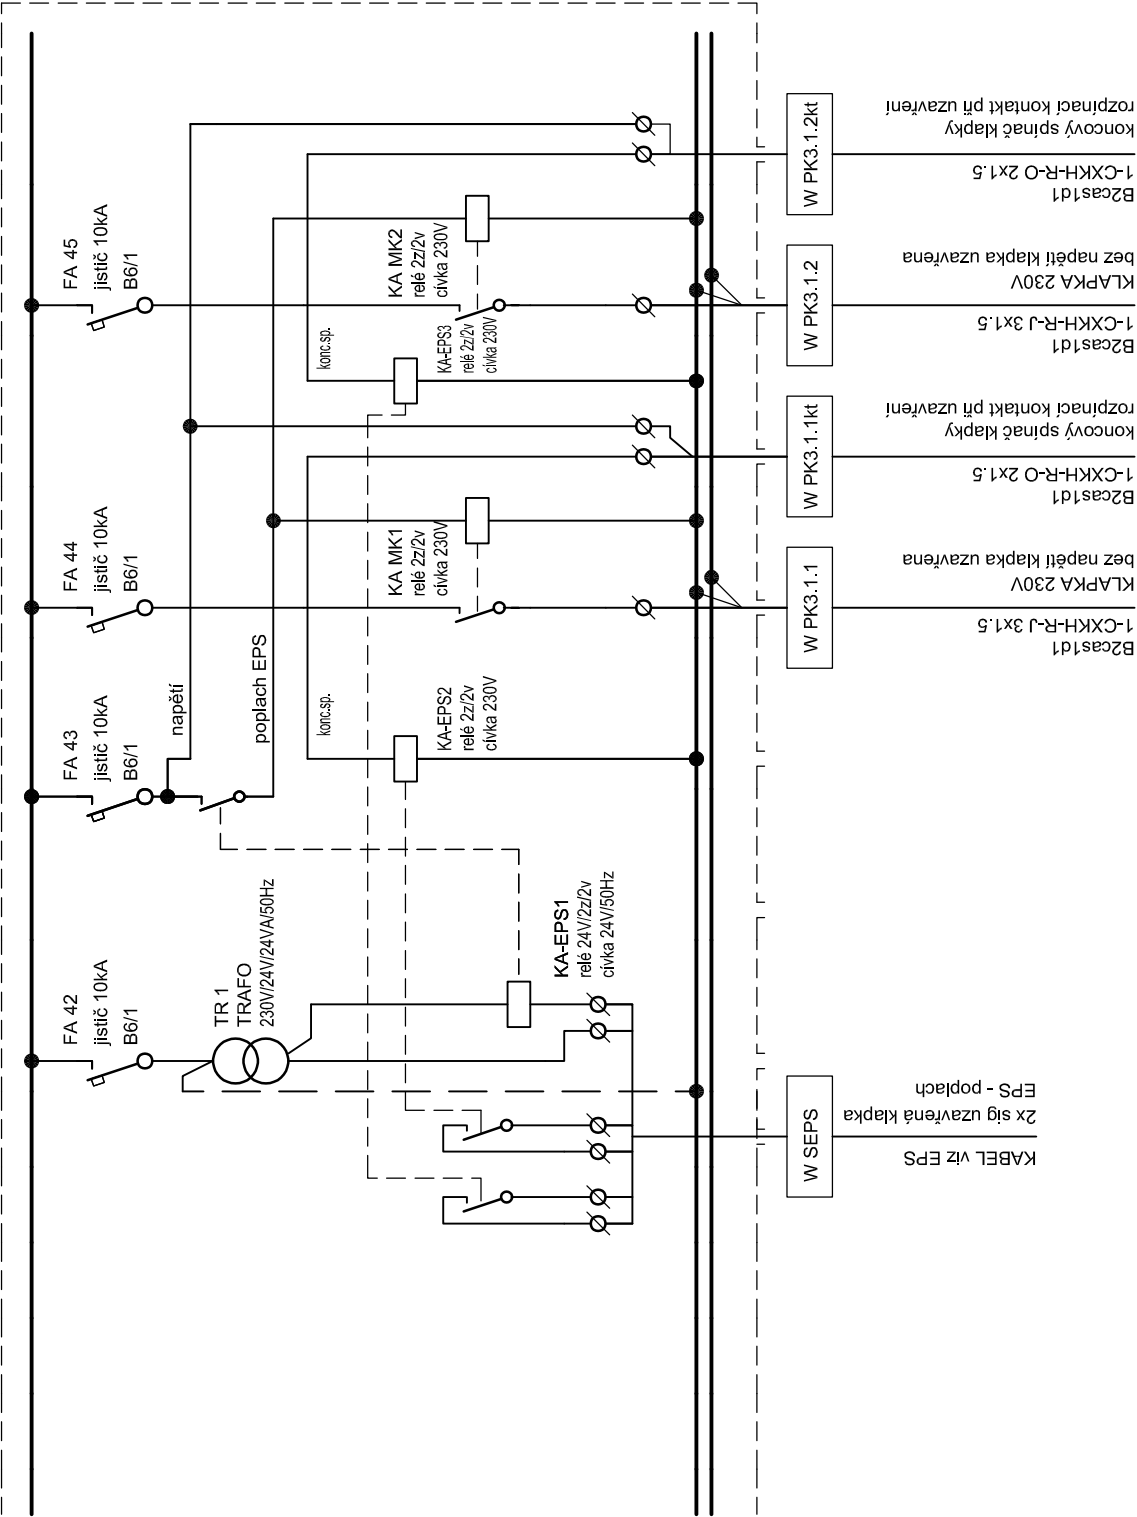 FA 42
jistič 10kA
B6/1
FA 43
jistič 10kA
B6/1
FA 44
jistič 10kA
B6/1
FA 45
jistič 10kA
B6/1
napětí
poplach EPS
TR 1
TRAFO
230V/24V/24VA/50Hz
konc.sp.
konc.sp.
KA-EPS1
relé 24V/2z/2v
cívka 24V/50Hz
KA-EPS2
relé 2z/2v
cívka 230V
KA MK1
relé 2z/2v
cívka 230V
KA-EPS3
relé 2z/2v
cívka 230V
KA MK2
relé 2z/2v
cívka 230V
W SEPS
W PK3.1.1
W PK3.1.1kt
W PK3.1.2
W PK3.1.2kt
KABEL viz EPS
2x sig uzavřená klapka
EPS - poplach
B2cas1d1
1-CXKH-R-J 3x1.5
KLAPKA 230V
bez napětí klapka uzavřena
B2cas1d1
1-CXKH-R-O 2x1.5
koncový spínač klapky
rozpínací kontakt při uzavření
B2cas1d1
1-CXKH-R-J 3x1.5
KLAPKA 230V
bez napětí klapka uzavřena
B2cas1d1
1-CXKH-R-O 2x1.5
koncový spínač klapky
rozpínací kontakt při uzavření